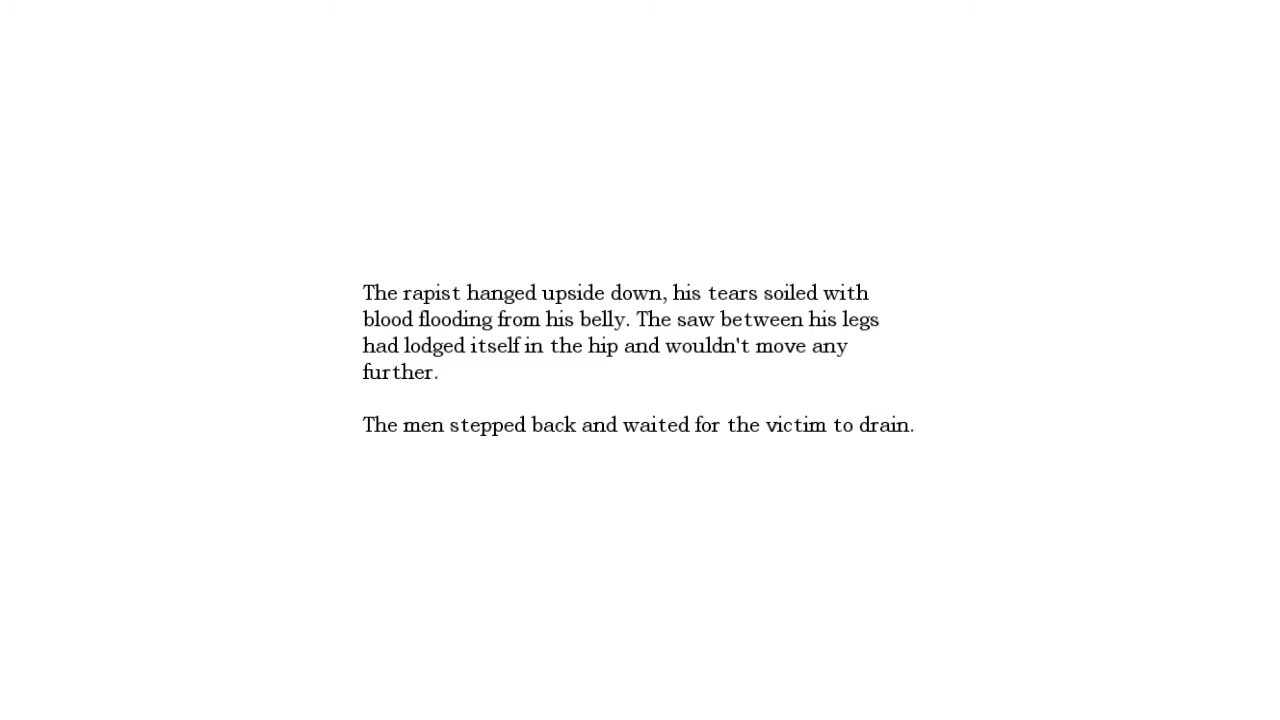 The rapist hanged upside down, his tears soiled with
blood flooding from his belly. The saw between his legs
had lodged itself in the hip and wouldn't move any
further.
The men stepped back and waited for the victim to drain.